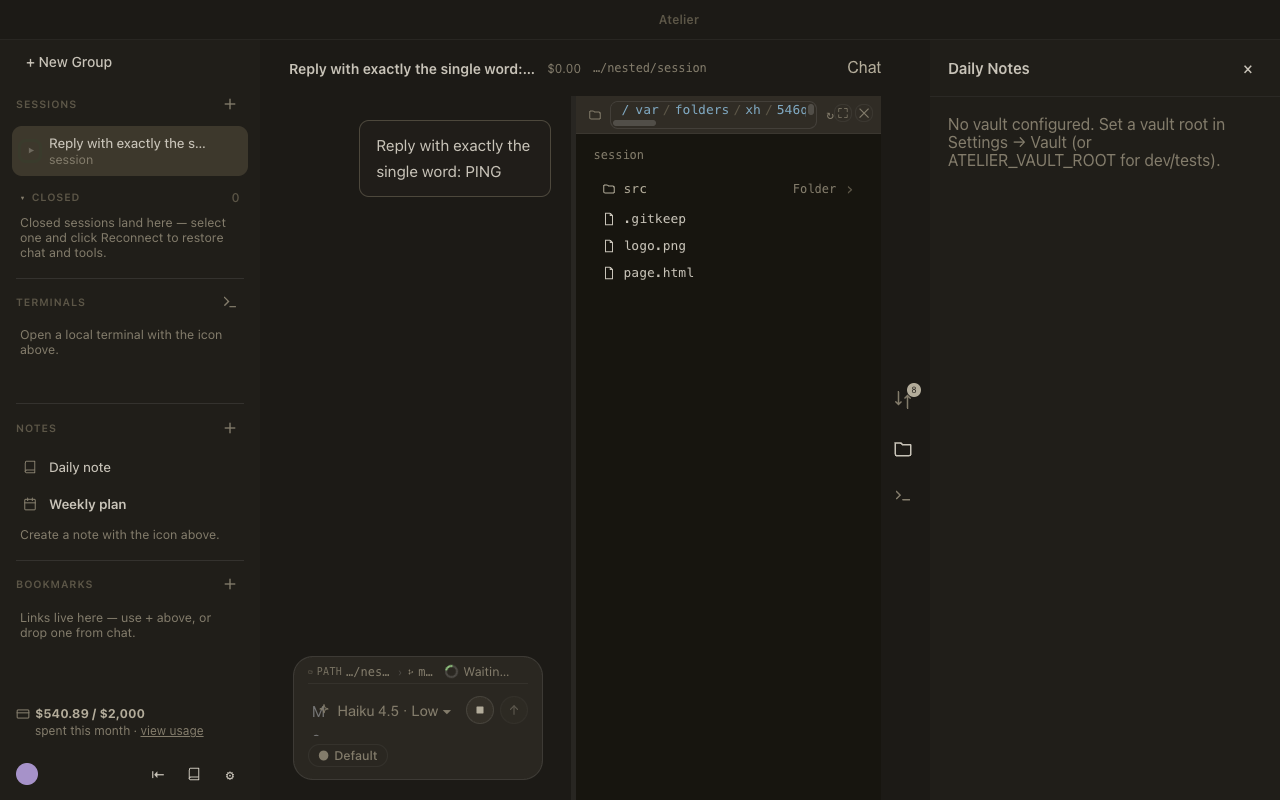 Atelier
+ New Group
SESSIONS
Reply with exactly the s...
session
CLOSED 0
Closed sessions land here — select
one and click Reconnect to restore
chat and tools.
TERMINALS
Open a local terminal with the icon
above.
NOTES
Daily note
Weekly plan
Create a note with the icon above.
BOOKMARKS
Links live here — use + above, or
drop one from chat.
$540.89 / $2,000
spent this month · view usage
Reply with exactly the single word:... $0.00 …/nested/session Chat
Reply with exactly the
single word: PING
PATH …/nes… › m… Waitin...
Haiku 4.5 · Low
Default
/ var / folders / xh /
session
src Folder
.gitkeep
logo.png
page.html
8
Daily Notes
No vault configured. Set a vault root in
Settings → Vault (or
ATELIER_VAULT_ROOT for dev/tests).